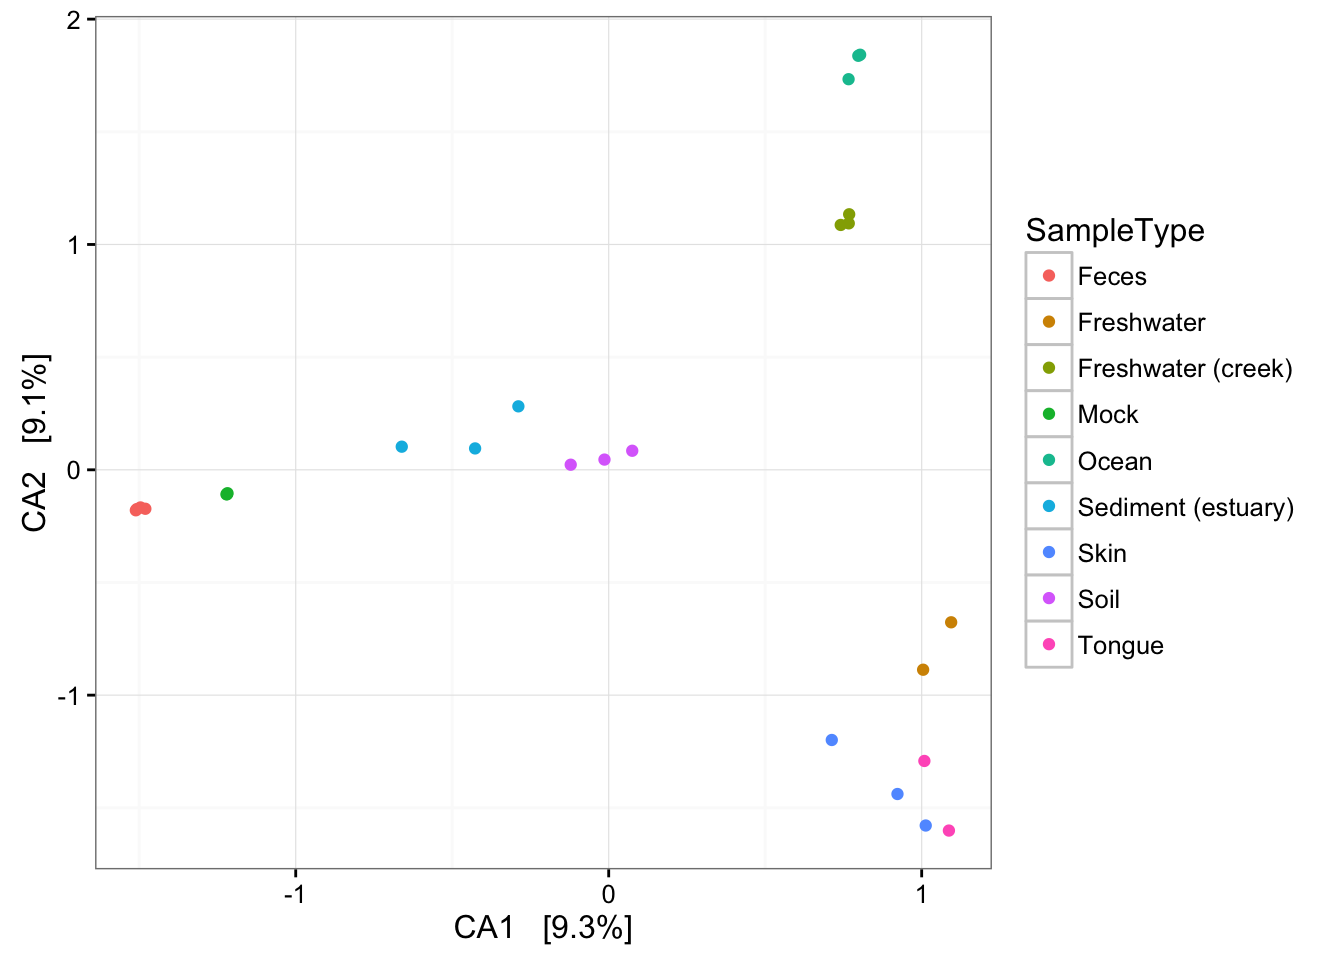 2
1
0
-1
CA2 [9.1%]
-1
0
1
CA1 [9.3%]
SampleType
Feces
Freshwater
Freshwater (creek)
Mock
Ocean
Sediment (estuary)
Skin
Soil
Tongue